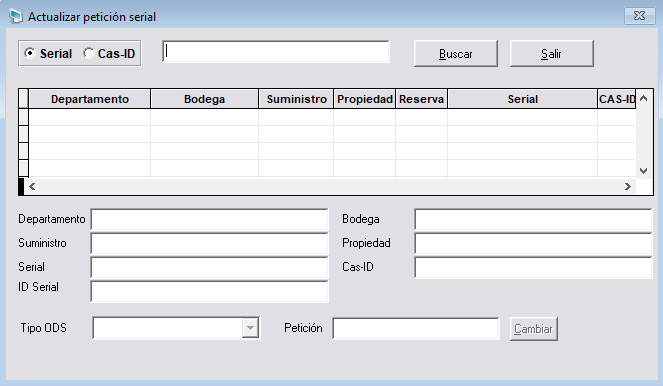 Actualizar petición serial
Serial Cas-ID Buscar Salir
Departamento Bodega Suministro Propiedad Reserva Serial CAS-ID
Departamento Bodega
Suministro Propiedad
Serial Cas-ID
ID Serial
Tipo ODS Petición Cambiar